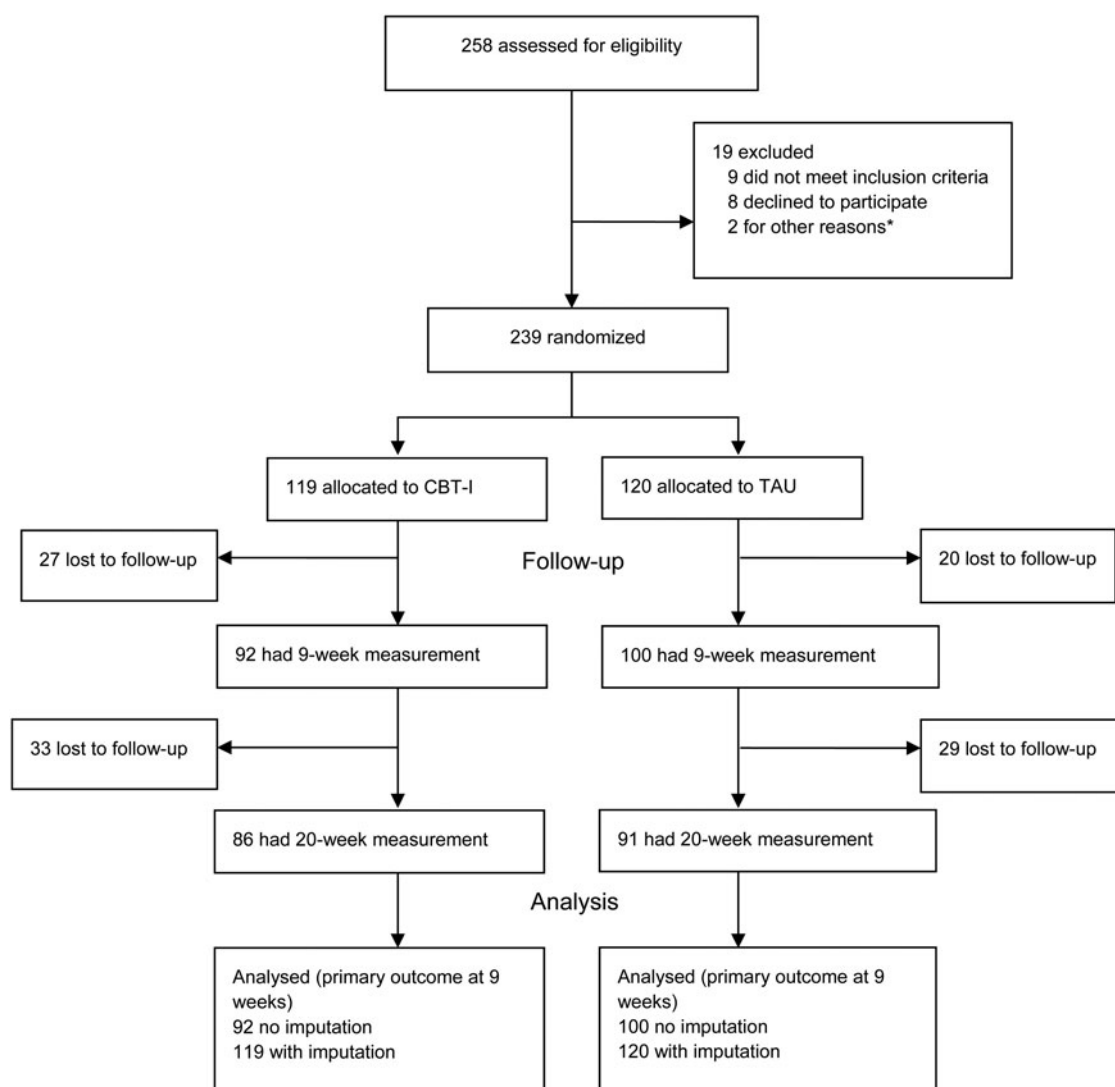 258 assessed for eligibility
19 excluded
9 did not meet inclusion criteria
8 declined to participate
2 for other reasons*
239 randomized
119 allocated to CBT-I
120 allocated to TAU
27 lost to follow-up
Follow-up
20 lost to follow-up
92 had 9-week measurement
100 had 9-week measurement
33 lost to follow-up
29 lost to follow-up
86 had 20-week measurement
91 had 20-week measurement
Analysis
Analysed (primary outcome at 9
weeks)
92 no imputation
119 with imputation
Analysed (primary outcome at 9
weeks)
100 no imputation
120 with imputation